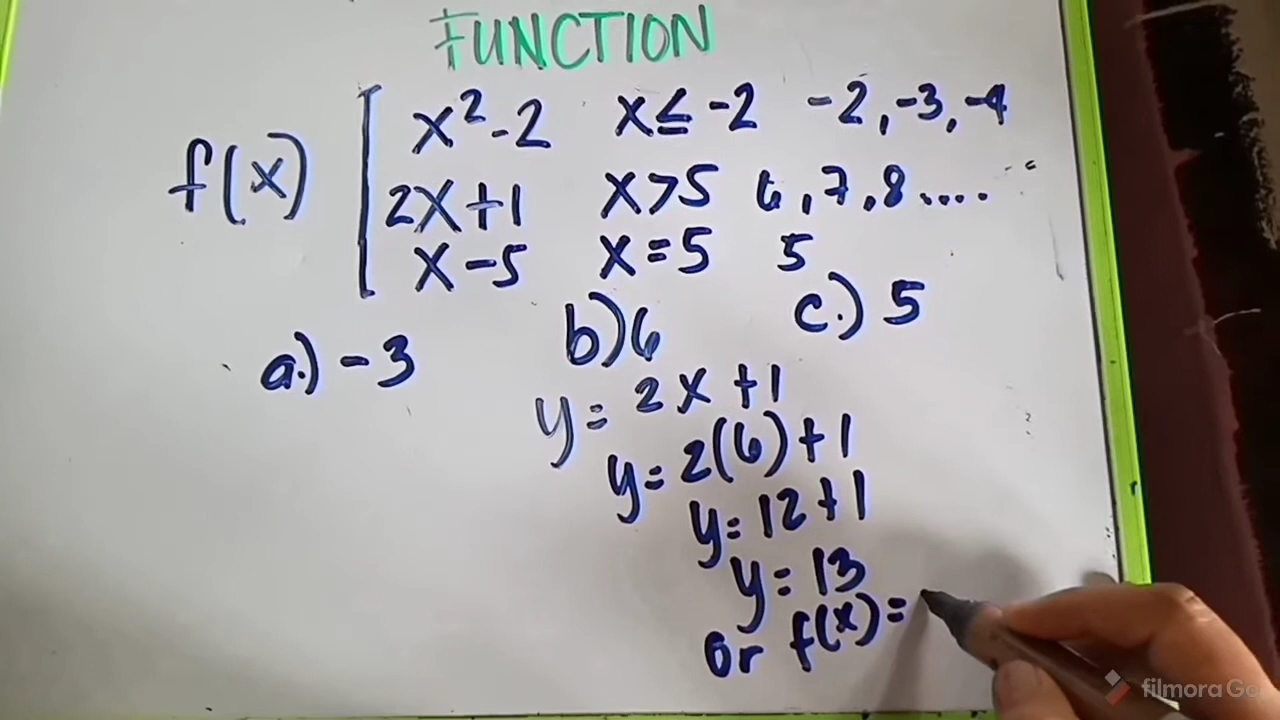 FUNCTION
f(x) [ x²-2 x≤-2 -2, -3, -4 ...
2x+1 x>5 6, 7, 8....
x-5 x=5 5
a.) -3 b) 6 c.) 5
y= 2x+1
y= 2(6)+1
y= 12+1
y= 13
or f(x)=
filmoraGo